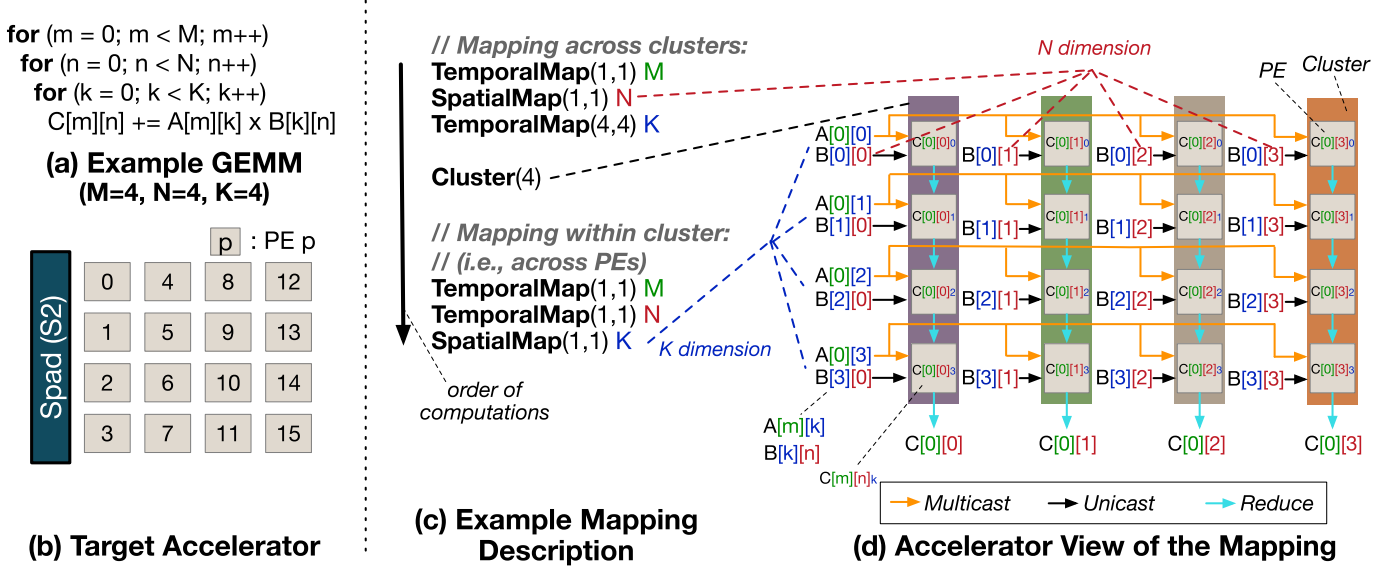 for (m = 0; m < M; m++)
for (n = 0; n < N; n++)
for (k = 0; k < K; k++)
C[m][n] += A[m][k] x B[k][n]
(a) Example GEMM
(M=4, N=4, K=4)
p : PE p
Spad (S2)
0 4 8 12
1 5 9 13
2 6 10 14
3 7 11 15
(b) Target Accelerator
// Mapping across clusters:
TemporalMap(1,1) M
SpatialMap(1,1) N
TemporalMap(4,4) K
Cluster(4)
// Mapping within cluster:
// (i.e., across PEs)
TemporalMap(1,1) M
TemporalMap(1,1) N
SpatialMap(1,1) K
order of
computations
(c) Example Mapping
Description
N dimension
K dimension
PE
Cluster
A[0][0]
B[0][0] C[0][0]0 B[0][1] C[0][1]0 B[0][2] C[0][2]0 B[0][3] C[0][3]0
A[0][1]
B[1][0] C[0][0]1 B[1][1] C[0][1]1 B[1][2] C[0][2]1 B[1][3] C[0][3]1
A[0][2]
B[2][0] C[0][0]2 B[2][1] C[0][1]2 B[2][2] C[0][2]2 B[2][3] C[0][3]2
A[0][3]
B[3][0] C[0][0]3 B[3][1] C[0][1]3 B[3][2] C[0][2]3 B[3][3] C[0][3]3
A[m][k]
B[k][n]
C[m][n]k
C[0][0] C[0][1] C[0][2] C[0][3]
Multicast Unicast Reduce
(d) Accelerator View of the Mapping